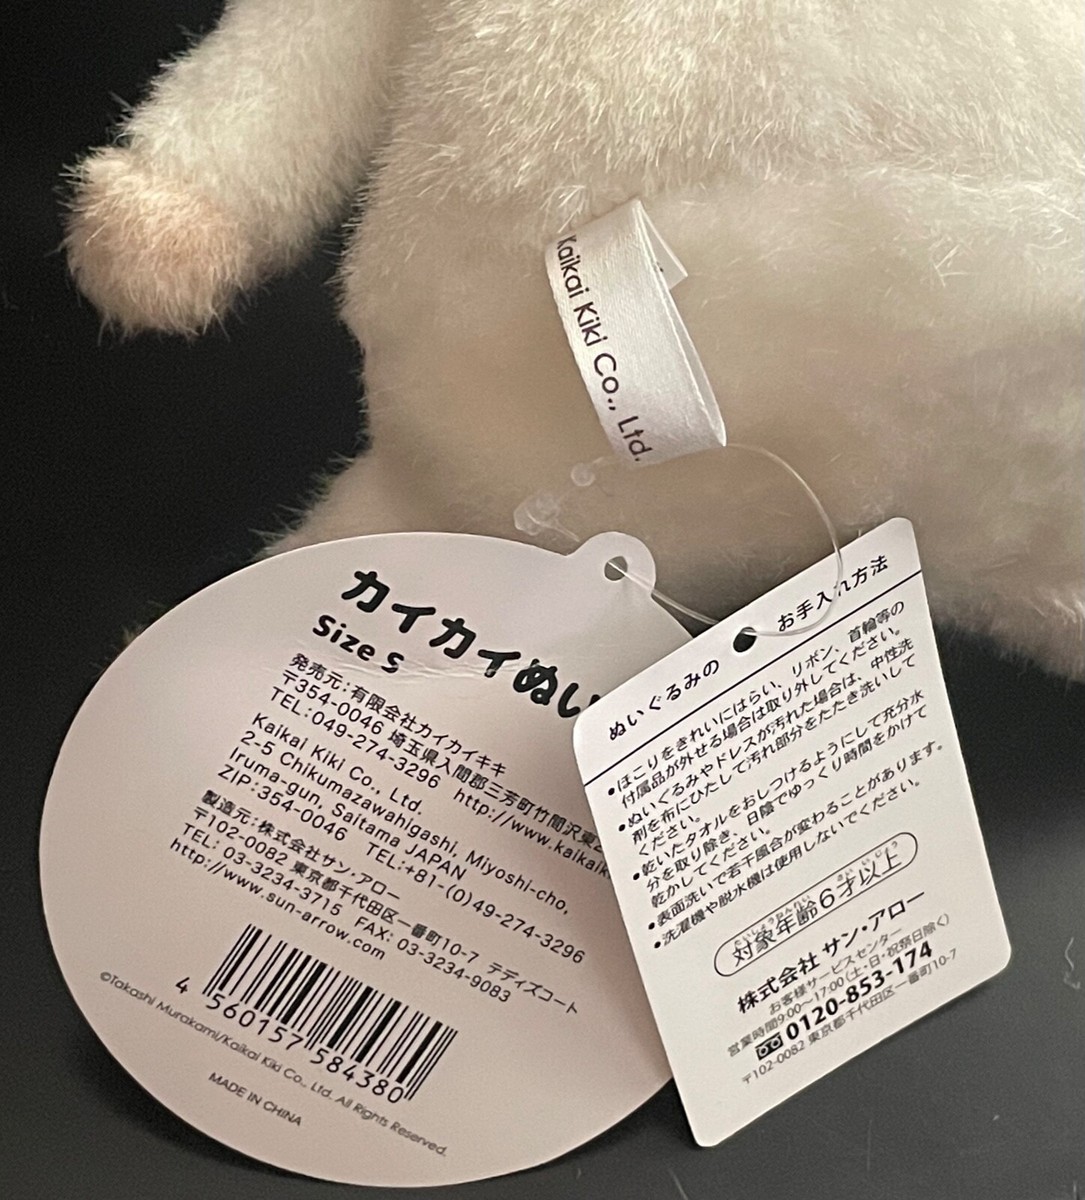 Kaikai Kiki Co., Ltd.
カイカイぬい
Size S
発売元:有限会社カイカイキキ
〒354-0046 埼玉県入間郡三芳町竹間沢東2
TEL:049-274-3296 http://www.kaikaik
Kaikai Kiki Co., Ltd.
2-5 Chikumazawahigashi, Miyoshi-cho,
Iruma-gun, Saitama JAPAN
ZIP:354-0046 TEL:+81-(0)49-274-3296
製造元:株式会社サン・アロー
〒102-0082 東京都千代田区一番町10-7 テディズコート
TEL: 03-3234-3715 FAX: 03-3234-9083
http://www.sun-arrow.com
4 560157 584380
©Takashi Murakami/Kaikai Kiki Co., Ltd. All Rights Reserved.
MADE IN CHINA
ぬいぐるみの お手入れ方法
•ほこりをきれいにはらい、リボン、首輪等の
付属品が外せる場合は取り外してください。
•ぬいぐるみやドレスが汚れた場合は、中性洗
剤を布にひたして汚れ部分をたたき洗いして
ください。
•乾いたタオルをおしつけるようにして充分水
分を取り除き、日陰でゆっくり時間をかけて
乾かしてください。
•表面洗いで若干風合が変わることがあります。
•洗濯機や脱水機は使用しないでください。
対象年齢6才以上
株式会社 サン・アロー
お客様サービスセンター
営業時間9:00〜17:00(土・日・祝祭日除く)
0120-853-174
〒102-0082 東京都千代田区一番町10-7